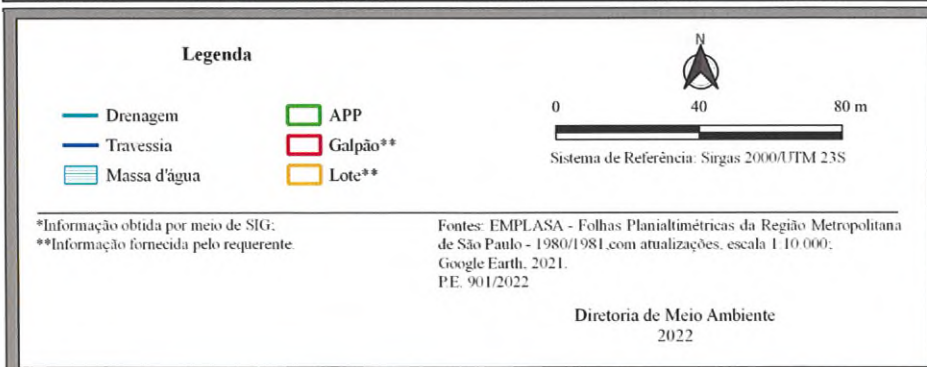 Legenda
Drenagem
Travessia
Massa d'água
APP
Galpão**
Lote**
N
0 40 80 m
Sistema de Referência: Sirgas 2000/UTM 23S
*Informação obtida por meio de SIG;
**Informação fornecida pelo requerente.
Fontes: EMPLASA - Folhas Planialtimétricas da Região Metropolitana
de São Paulo - 1980/1981,com atualizações, escala 1:10.000;
Google Earth, 2021.
P.E. 901/2022
Diretoria de Meio Ambiente
2022